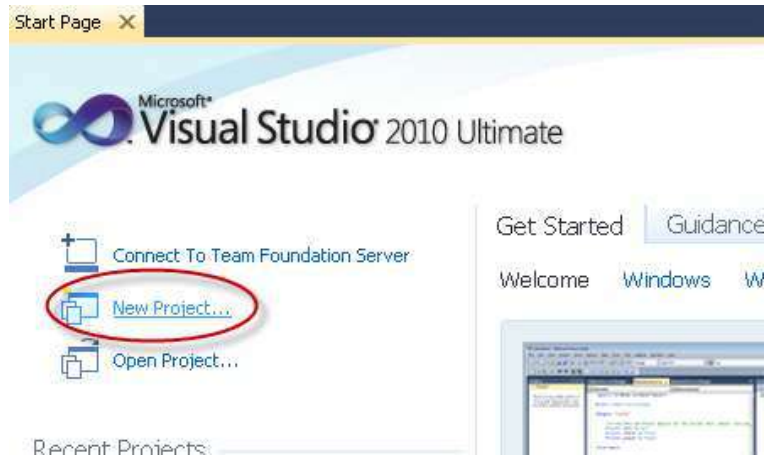 Start Page
Microsoft®
Visual Studio® 2010 Ultimate
Connect To Team Foundation Server
New Project...
Open Project...
Recent Projects
Get Started Guidance
Welcome Windows W